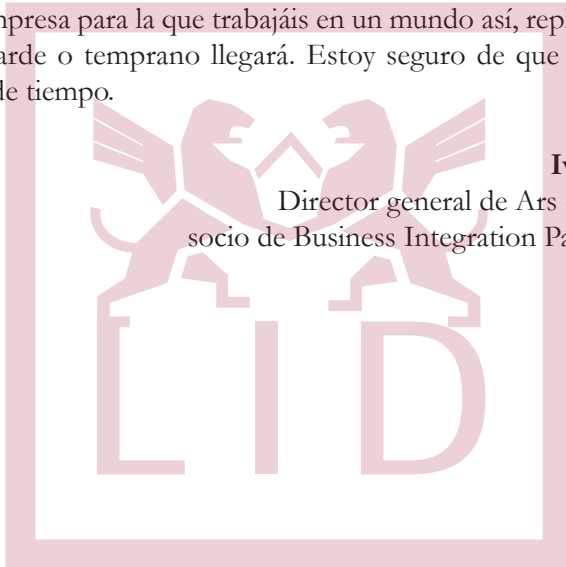 mpresa para la que trabajáis en un mundo así, repl
arde o temprano llegará. Estoy seguro de que
de tiempo.
Iv
Director general de Ars
socio de Business Integration Pa
LID